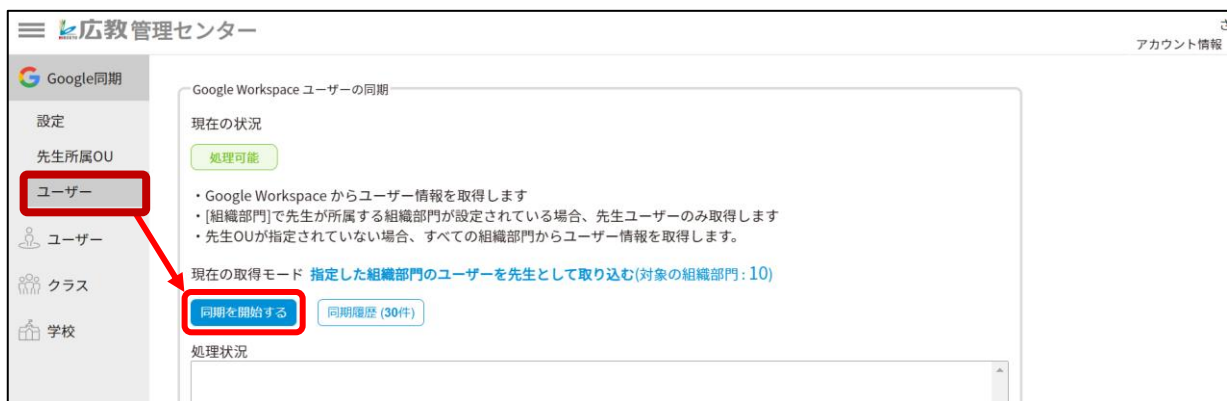 広教管理センター
さ
アカウント情報
Google同期
設定
先生所属OU
ユーザー
ユーザー
クラス
学校
Google Workspace ユーザーの同期
現在の状況
処理可能
・Google Workspace からユーザー情報を取得します
・[組織部門]で先生が所属する組織部門が設定されている場合、先生ユーザーのみ取得します
・先生OUが指定されていない場合、すべての組織部門からユーザー情報を取得します。
現在の取得モード 指定した組織部門のユーザーを先生として取り込む(対象の組織部門 : 10)
同期を開始する
同期履歴 (30件)
処理状況